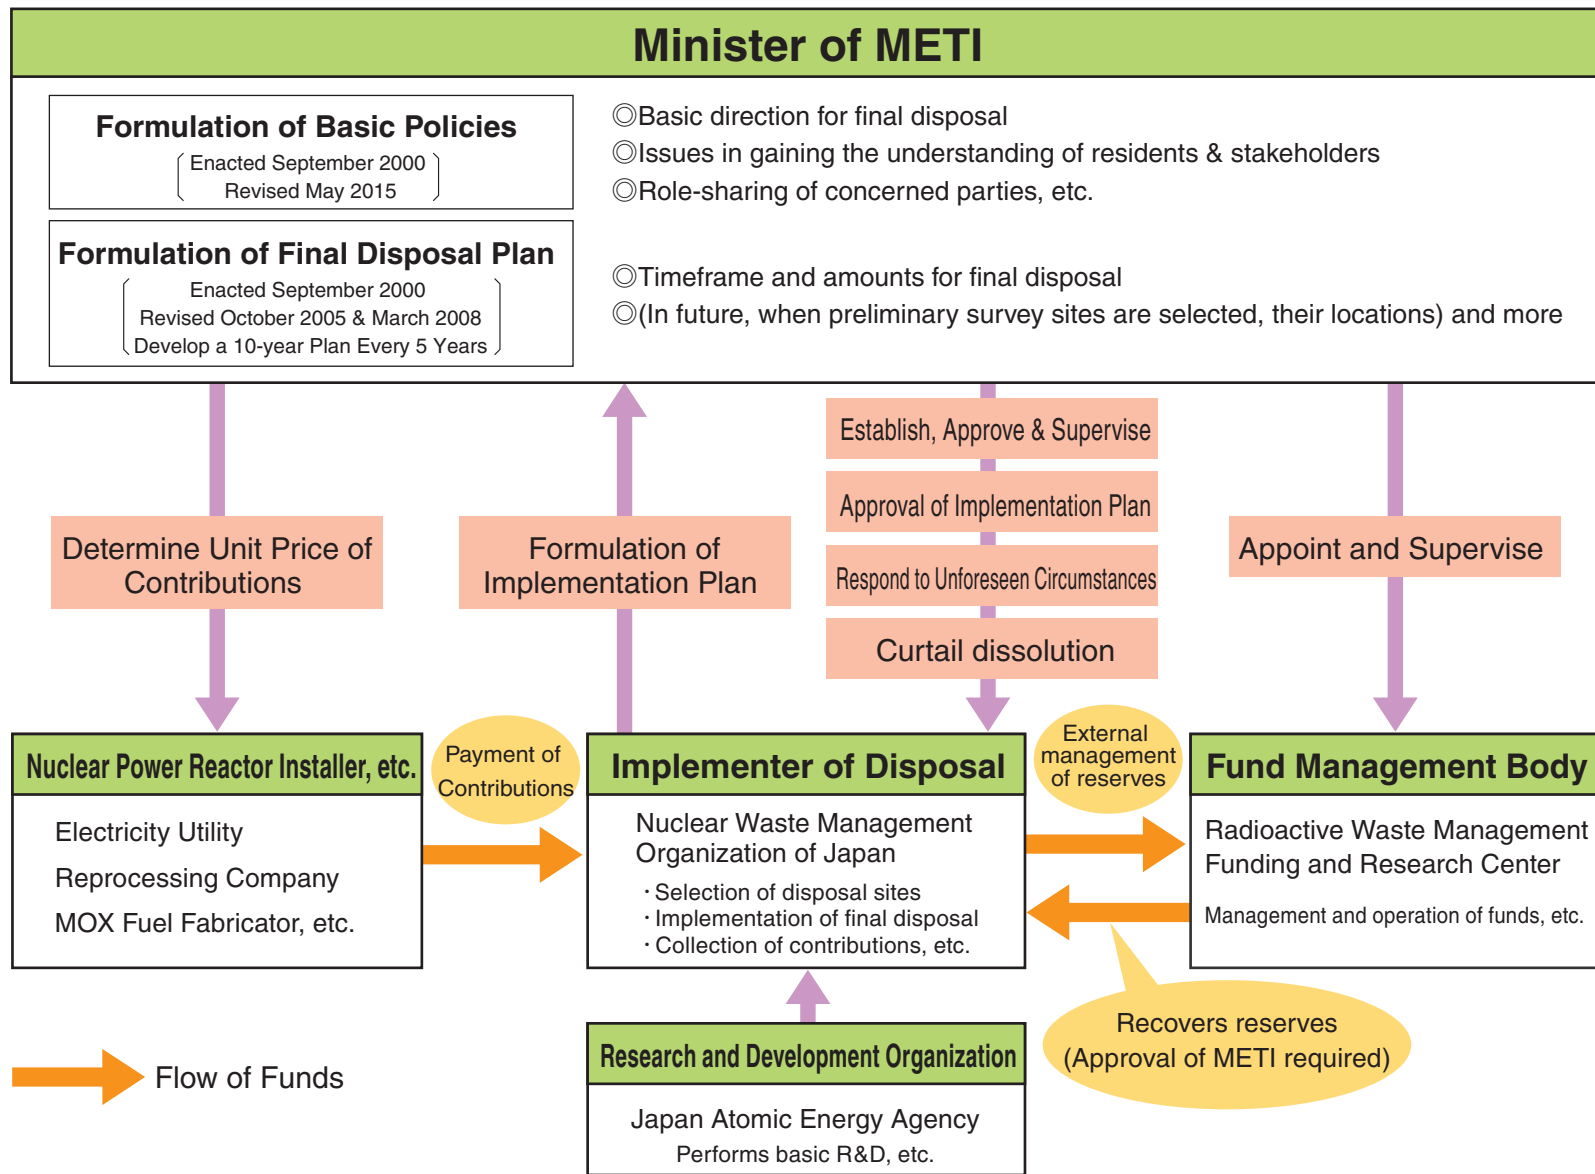 Minister of METI
Formulation of Basic Policies
Enacted September 2000
Revised May 2015
◎Basic direction for final disposal
◎Issues in gaining the understanding of residents & stakeholders
◎Role-sharing of concerned parties, etc.
Formulation of Final Disposal Plan
Enacted September 2000
Revised October 2005 & March 2008
Develop a 10-year Plan Every 5 Years
◎Timeframe and amounts for final disposal
◎(In future, when preliminary survey sites are selected, their locations) and more
Determine Unit Price of
Contributions
Formulation of
Implementation Plan
Establish, Approve & Supervise
Approval of Implementation Plan
Respond to Unforeseen Circumstances
Curtail dissolution
Appoint and Supervise
Nuclear Power Reactor Installer, etc.
Electricity Utility
Reprocessing Company
MOX Fuel Fabricator, etc.
Payment of
Contributions
Implementer of Disposal
Nuclear Waste Management
Organization of Japan
・Selection of disposal sites
・Implementation of final disposal
・Collection of contributions, etc.
External
management
of reserves
Fund Management Body
Radioactive Waste Management
Funding and Research Center
Management and operation of funds, etc.
Recovers reserves
(Approval of METI required)
Flow of Funds
Research and Development Organization
Japan Atomic Energy Agency
Performs basic R&D, etc.